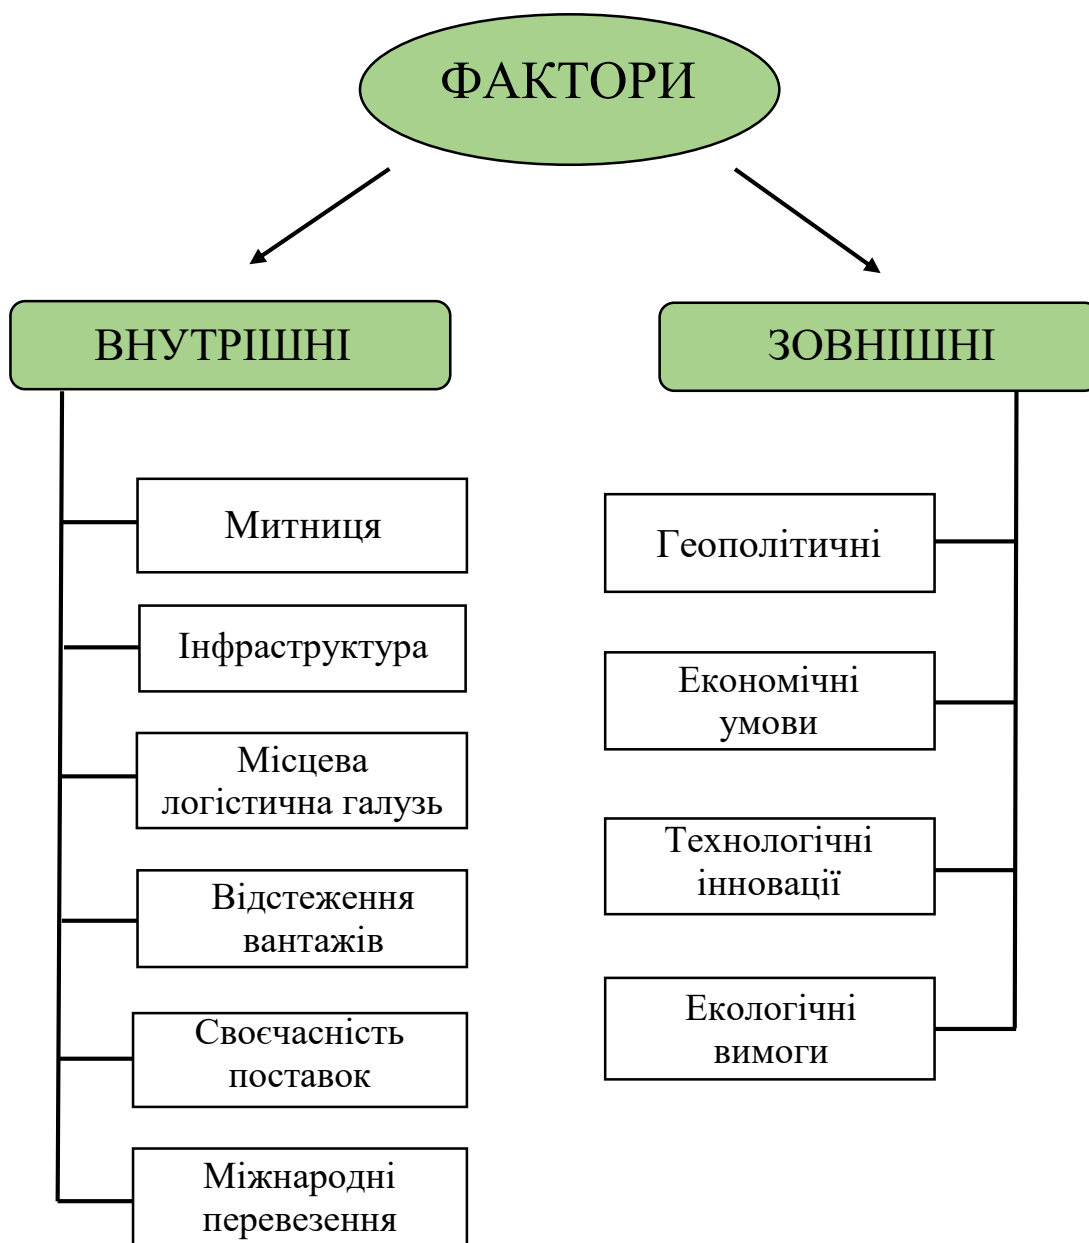 ФАКТОРИ
ВНУТРІШНІ
Митниця
Інфраструктура
Місцева
логістична галузь
Відстеження
вантажів
Своєчасність
поставок
Міжнародні
перевезення
ЗОВНІШНІ
Геополітичні
Економічні
умови
Технологічні
інновації
Екологічні
вимоги